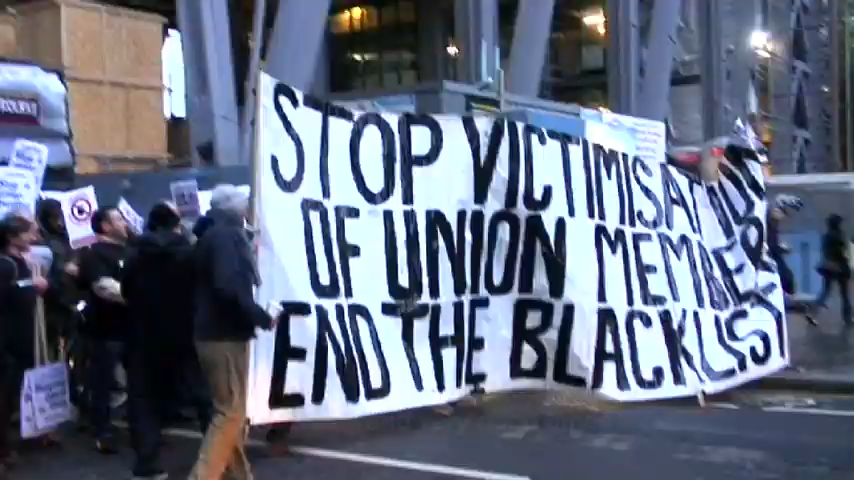 STOP VICTIMISATION
OF UNION MEMBERS
END THE BLACKLIST